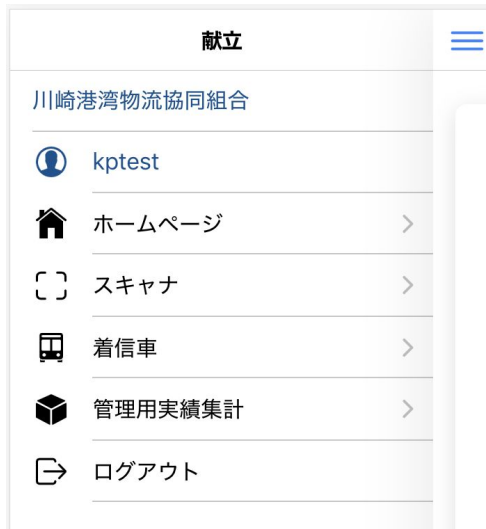 献立
川崎港湾物流協同組合
kptest
ホームページ
スキャナ
着信車
管理用実績集計
ログアウト